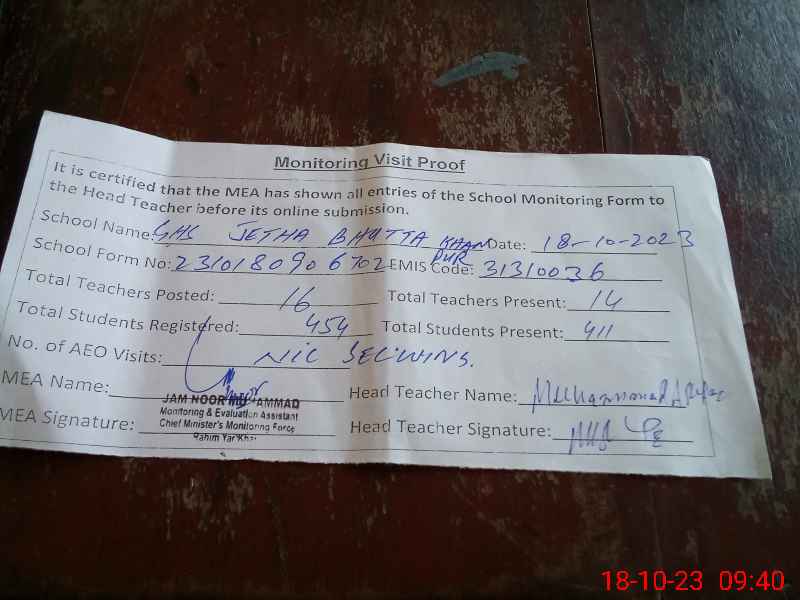 Monitoring Visit Proof
It is certified that the MEA has shown all entries of the School Monitoring Form to
the Head Teacher before its online submission.
School Name: GHS JETHA BHUTTA KHAN PUR Date: 18-10-2023
School Form No: 2310180906702 EMIS Code: 31310036
Total Teachers Posted: 16 Total Teachers Present: 14
Total Students Registered: 454 Total Students Present: 411
No. of AEO Visits: NIL SEC WING.
MEA Name: Head Teacher Name: Muhammad
JAM NOOR MUHAMMAD
Monitoring & Evaluation Assistant
Chief Minister's Monitoring Force
Rahim Yar Khan
MEA Signature: Head Teacher Signature:
18-10-23 09:40